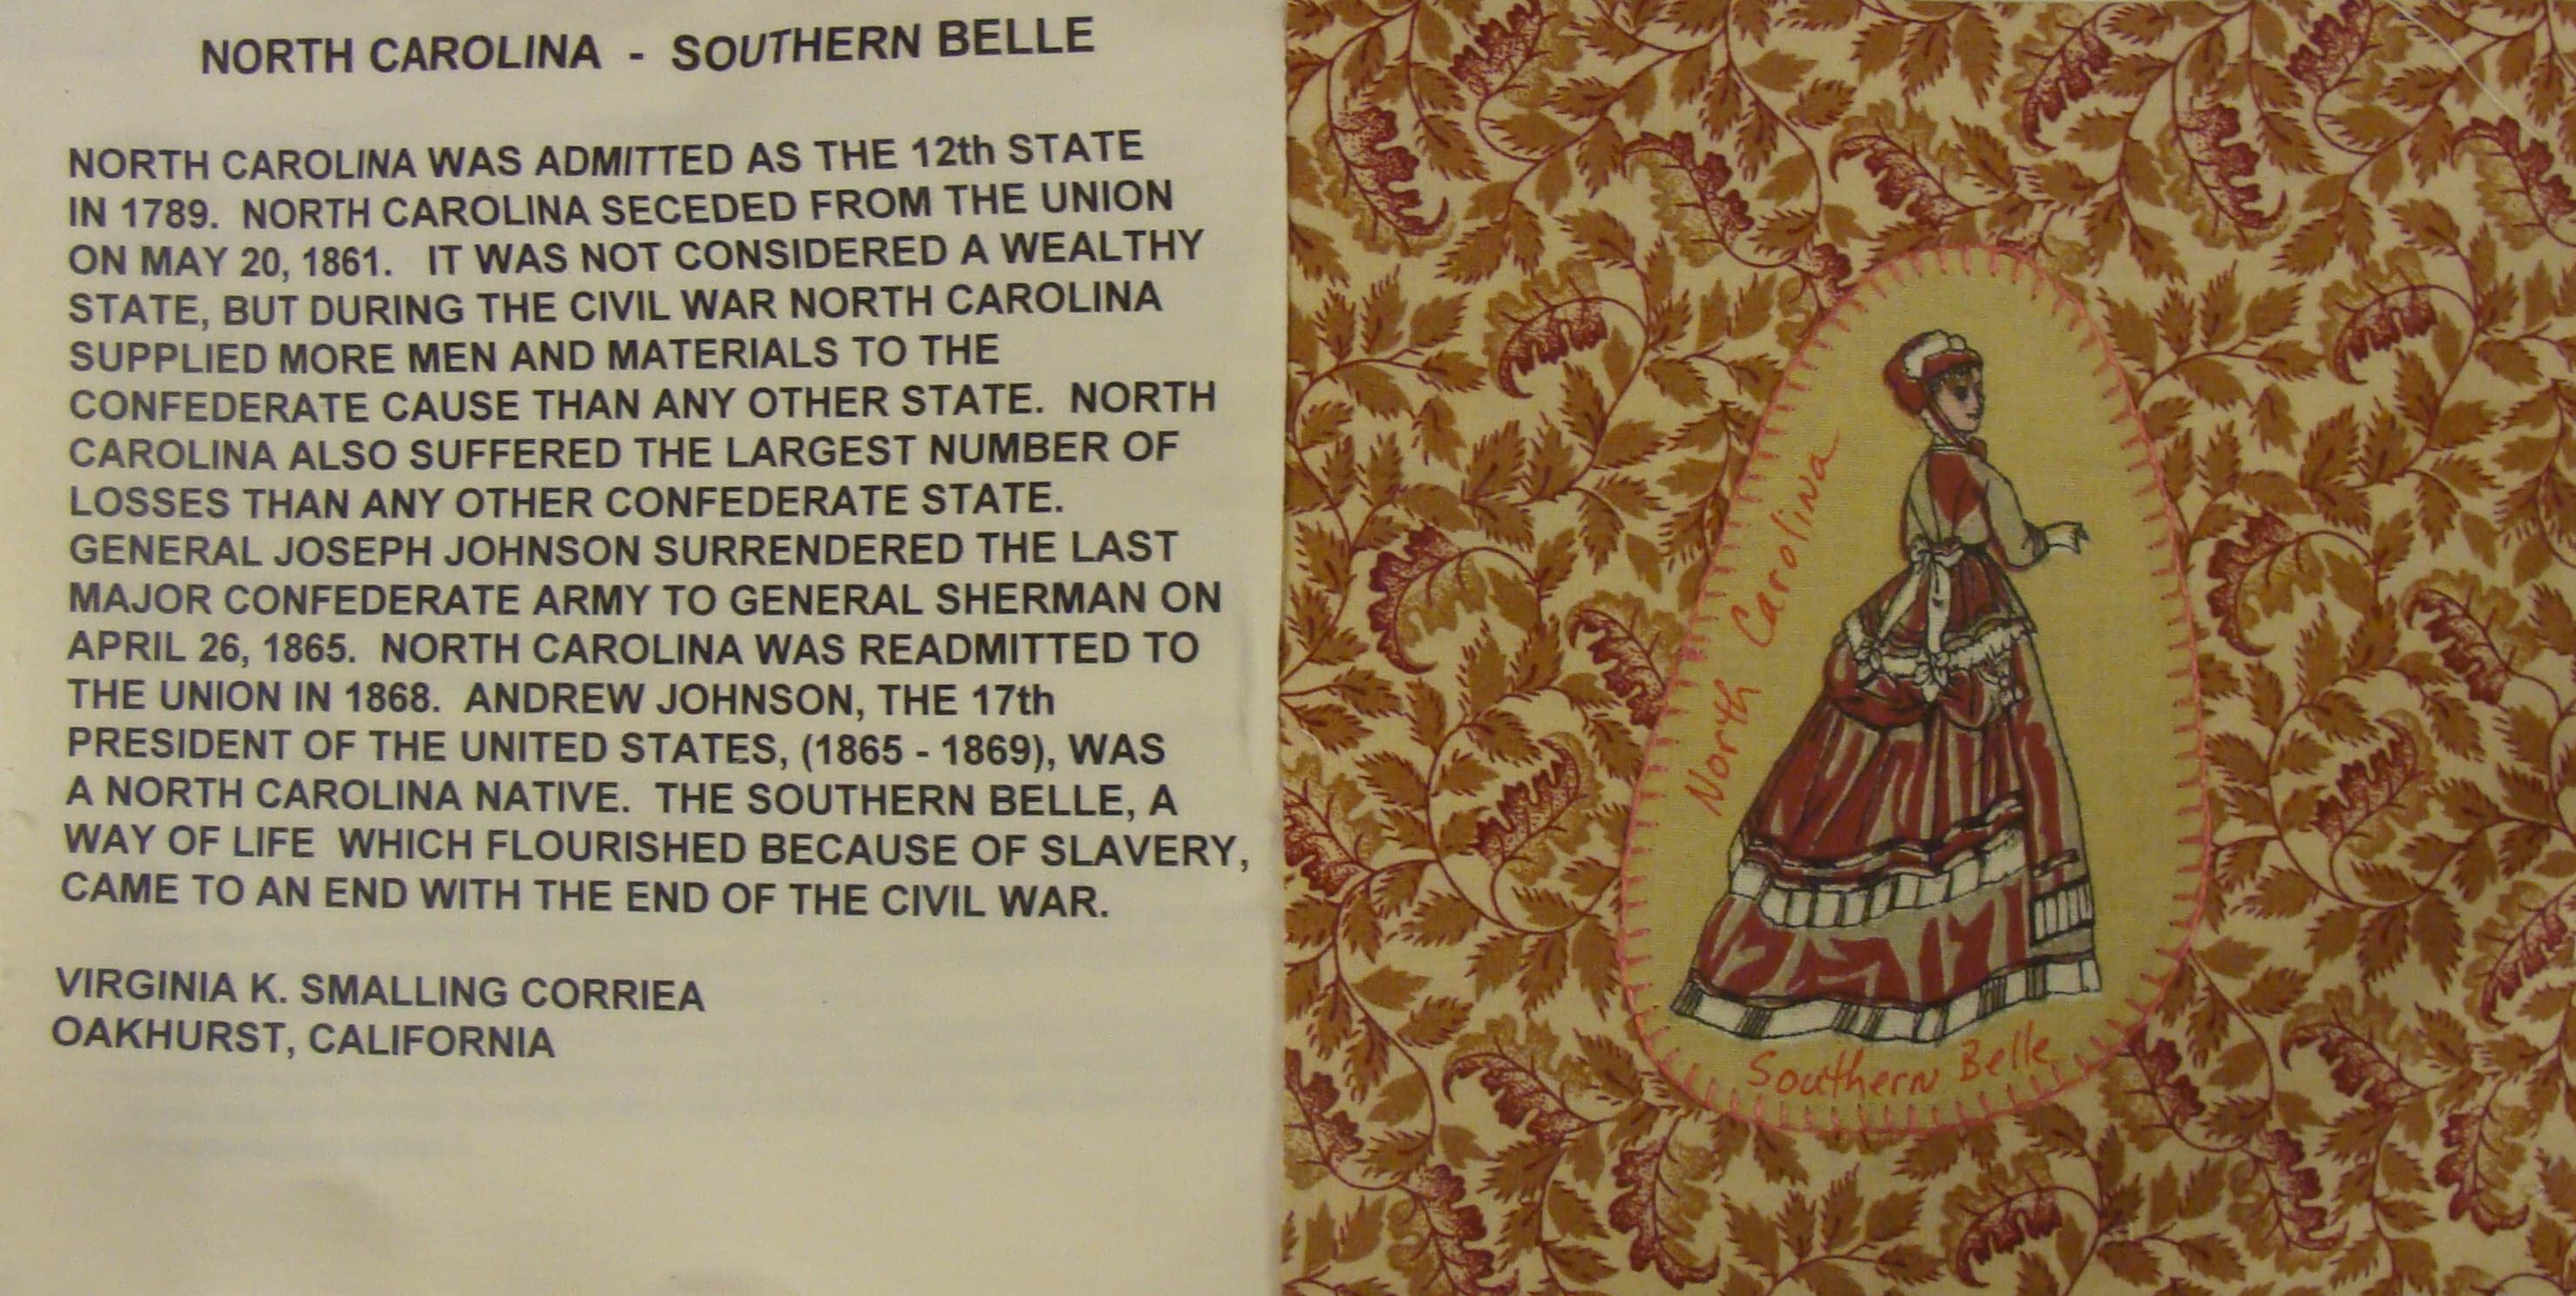 NORTH CAROLINA - SOUTHERN BELLE
NORTH CAROLINA WAS ADMITTED AS THE 12th STATE
IN 1789. NORTH CAROLINA SECEDED FROM THE UNION
ON MAY 20, 1861. IT WAS NOT CONSIDERED A WEALTHY
STATE, BUT DURING THE CIVIL WAR NORTH CAROLINA
SUPPLIED MORE MEN AND MATERIALS TO THE
CONFEDERATE CAUSE THAN ANY OTHER STATE. NORTH
CAROLINA ALSO SUFFERED THE LARGEST NUMBER OF
LOSSES THAN ANY OTHER CONFEDERATE STATE.
GENERAL JOSEPH JOHNSON SURRENDERED THE LAST
MAJOR CONFEDERATE ARMY TO GENERAL SHERMAN ON
APRIL 26, 1865. NORTH CAROLINA WAS READMITTED TO
THE UNION IN 1868. ANDREW JOHNSON, THE 17th
PRESIDENT OF THE UNITED STATES, (1865 - 1869), WAS
A NORTH CAROLINA NATIVE. THE SOUTHERN BELLE, A
WAY OF LIFE WHICH FLOURISHED BECAUSE OF SLAVERY,
CAME TO AN END WITH THE END OF THE CIVIL WAR.
VIRGINIA K. SMALLING CORRIEA
OAKHURST, CALIFORNIA
North Carolina
Southern Belle